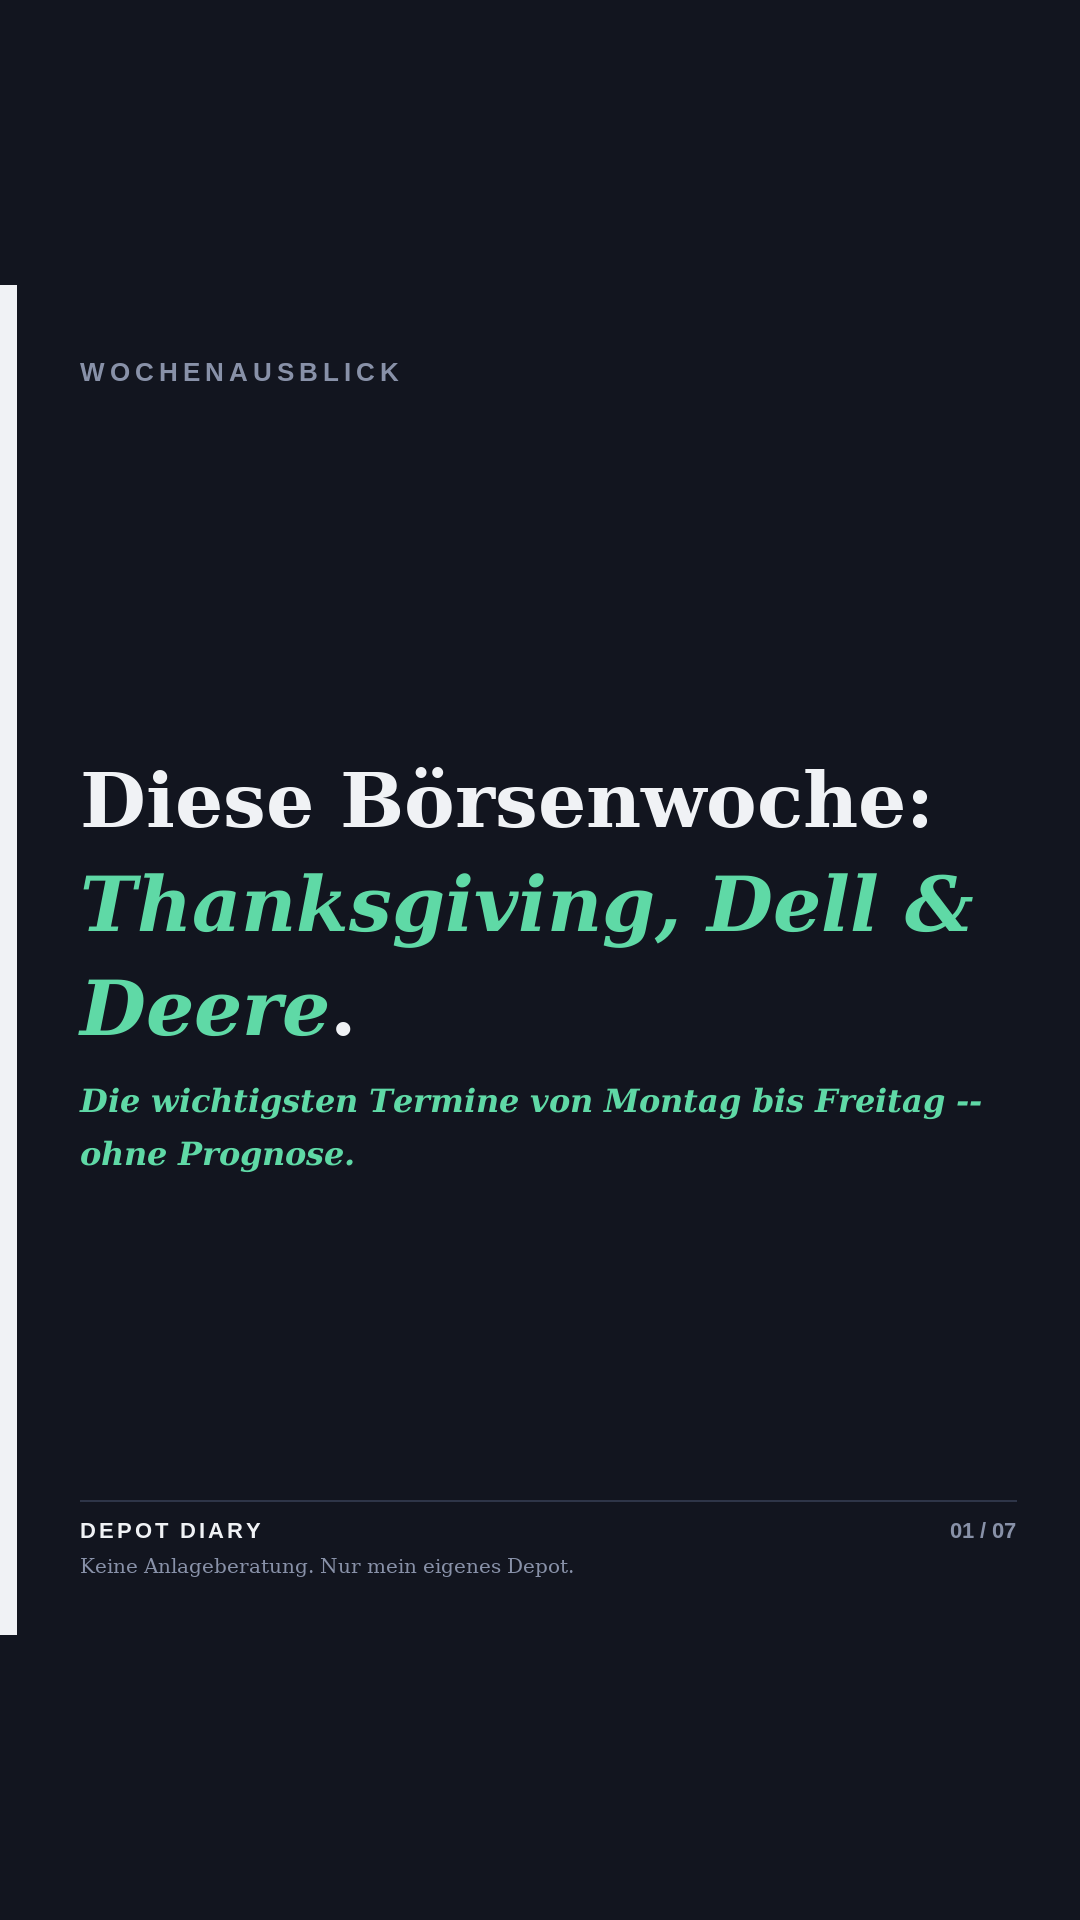 WOCHENAUSBLICK
Diese Börsenwoche:
Thanksgiving, Dell &
Deere.
Die wichtigsten Termine von Montag bis Freitag --
ohne Prognose.
DEPOT DIARY
01 / 07
Keine Anlageberatung. Nur mein eigenes Depot.